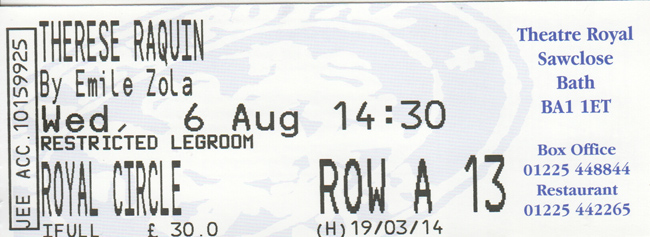 JEE ACC.10159925
THERESE RAQUIN
By Emile Zola
Wed, 6 Aug 14:30
RESTRICTED LEGROOM
ROYAL CIRCLE ROW A 13
IFULL £ 30.0 (H)19/03/14
Theatre Royal
Sawclose
Bath
BA1 1ET
Box Office
01225 448844
Restaurant
01225 442265